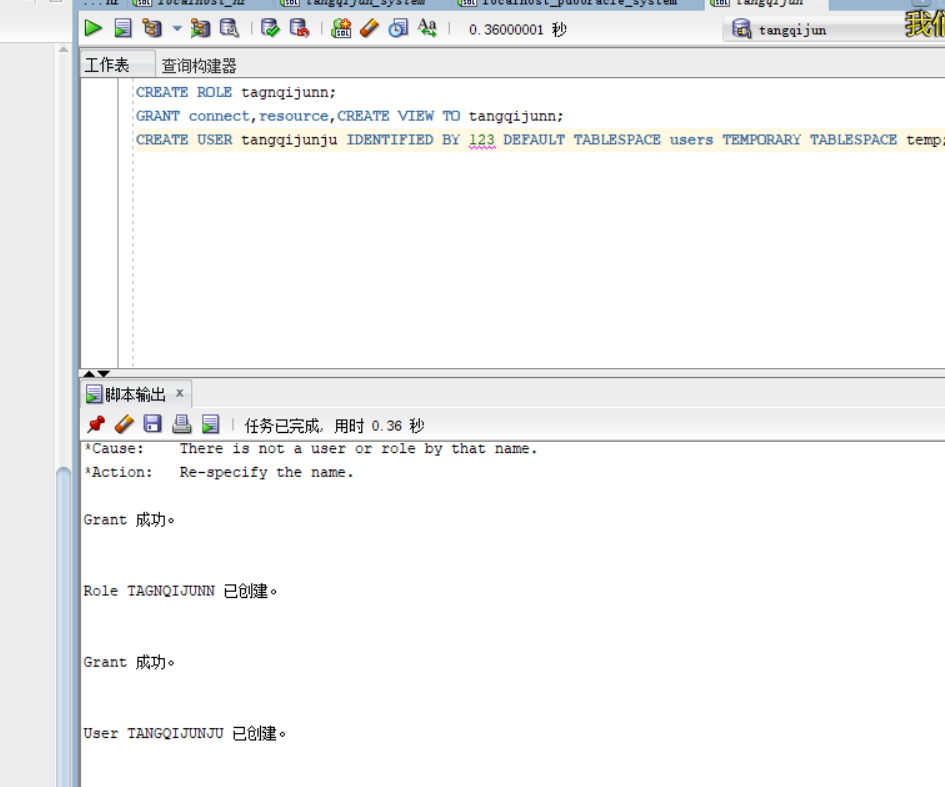 tangqijun_system
localhost_pdboracle_system
tangqijun
0.36000001 秒
tangqijun
我们
工作表
查询构建器
CREATE ROLE tagnqijunn;
GRANT connect,resource,CREATE VIEW TO tangqijunn;
CREATE USER tangqijunju IDENTIFIED BY 123 DEFAULT TABLESPACE users TEMPORARY TABLESPACE temp;
脚本输出 ×
任务已完成, 用时 0.36 秒
*Cause: There is not a user or role by that name.
*Action: Re-specify the name.
Grant 成功。
Role TAGNQIJUNN 已创建。
Grant 成功。
User TANGQIJUNJU 已创建。